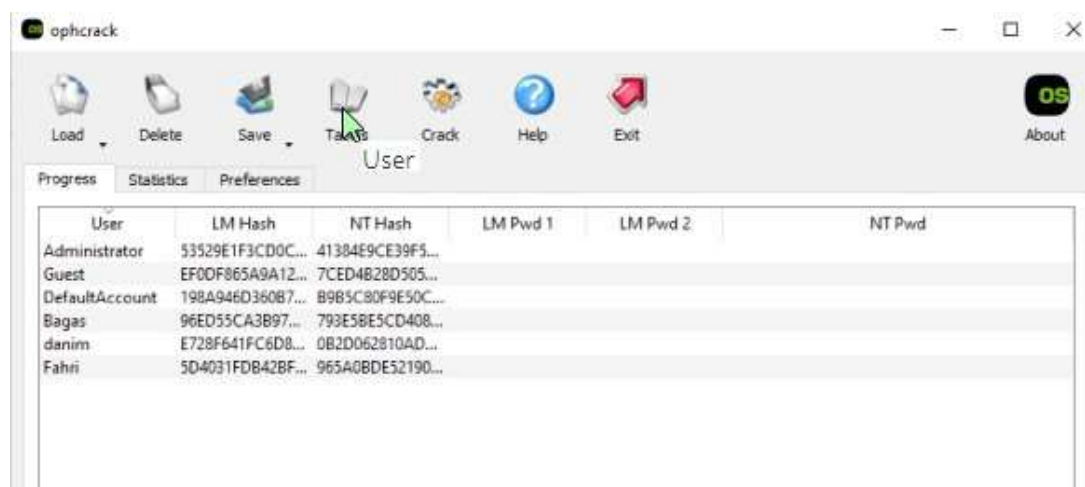 ophcrack
OS
Load Delete Save Crack Help Exit About
User
Progress Statistics Preferences
User LM Hash NT Hash LM Pwd 1 LM Pwd 2 NT Pwd
Administrator 53529E1F3CD0C... 41384E9CE39F5...
Guest EF0DF865A9A12... 7CED4B28D505...
DefaultAccount 198A946D360B7... B9B5C80F9E50C...
Bagas 96ED55CA3B97... 793E5BE5CD408...
danim E728F641FC6D8... 0B2D062810AD...
Fahri 5D4031FDB42BF... 965A0BDE52190...